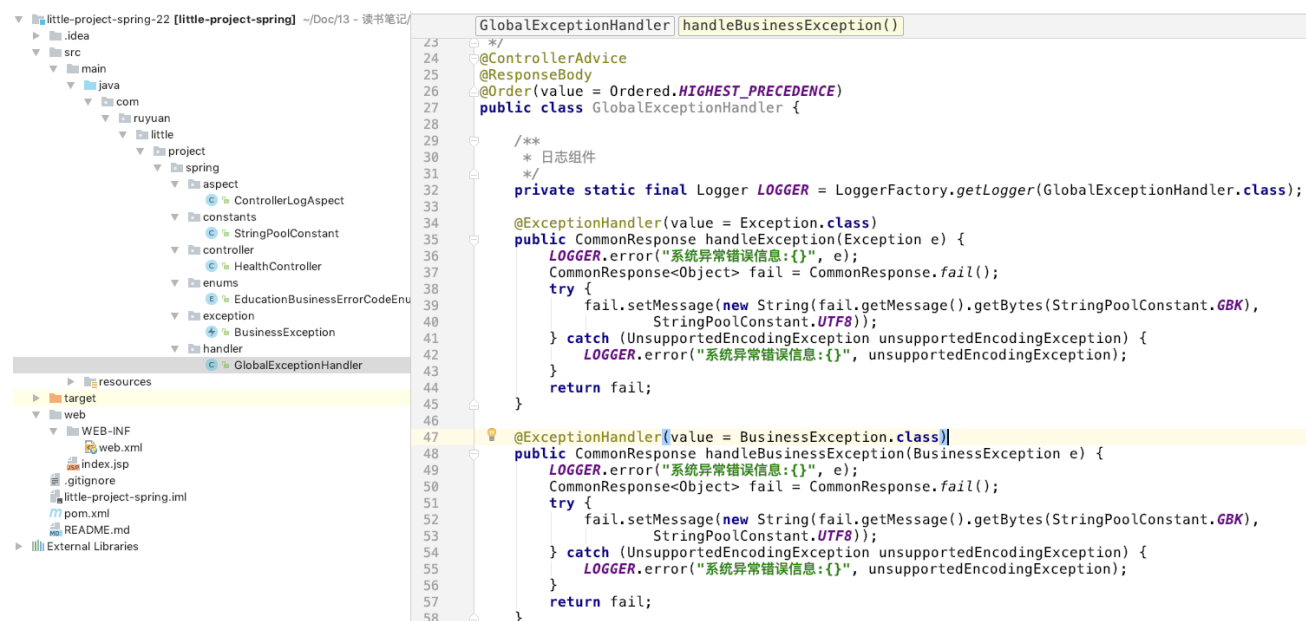 little-project-spring-22 [little-project-spring] ~/Doc/13 - 读书笔记/
.idea
src
main
java
com
ruyuan
little
project
spring
aspect
ControllerLogAspect
constants
StringPoolConstant
controller
HealthController
enums
EducationBusinessErrorCodeEnu
exception
BusinessException
handler
GlobalExceptionHandler
resources
target
web
WEB-INF
web.xml
index.jsp
.gitignore
little-project-spring.iml
pom.xml
README.md
External Libraries
GlobalExceptionHandler handleBusinessException()
23 */
24 @ControllerAdvice
25 @ResponseBody
26 @Order(value = Ordered.HIGHEST_PRECEDENCE)
27 public class GlobalExceptionHandler {
28
29 /**
30 * 日志组件
31 */
32 private static final Logger LOGGER = LoggerFactory.getLogger(GlobalExceptionHandler.class);
33
34 @ExceptionHandler(value = Exception.class)
35 public CommonResponse handleException(Exception e) {
36 LOGGER.error("系统异常错误信息:{}", e);
37 CommonResponse<Object> fail = CommonResponse.fail();
38 try {
39 fail.setMessage(new String(fail.getMessage().getBytes(StringPoolConstant.GBK),
40 StringPoolConstant.UTF8));
41 } catch (UnsupportedEncodingException unsupportedEncodingException) {
42 LOGGER.error("系统异常错误信息:{}", unsupportedEncodingException);
43 }
44 return fail;
45 }
46
47 @ExceptionHandler(value = BusinessException.class)
48 public CommonResponse handleBusinessException(BusinessException e) {
49 LOGGER.error("系统异常错误信息:{}", e);
50 CommonResponse<Object> fail = CommonResponse.fail();
51 try {
52 fail.setMessage(new String(fail.getMessage().getBytes(StringPoolConstant.GBK),
53 StringPoolConstant.UTF8));
54 } catch (UnsupportedEncodingException unsupportedEncodingException) {
55 LOGGER.error("系统异常错误信息:{}", unsupportedEncodingException);
56 }
57 return fail;
58 }